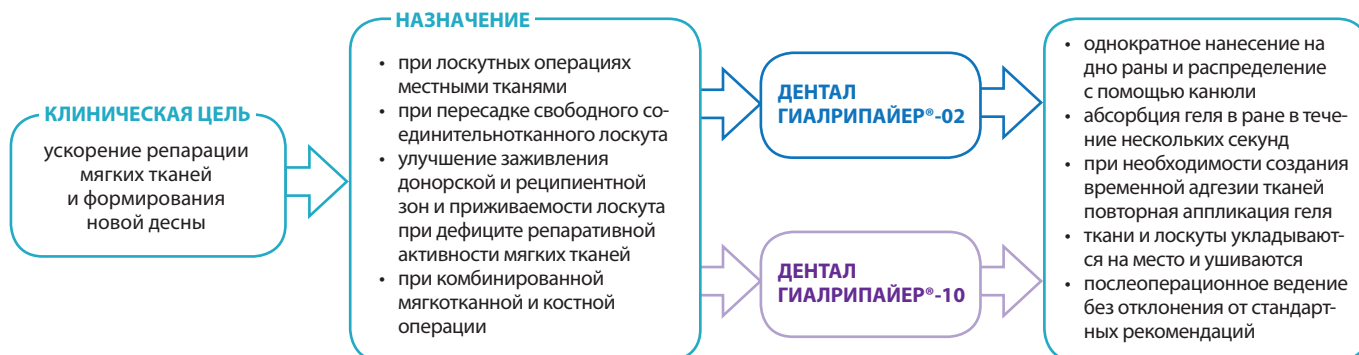 КЛИНИЧЕСКАЯ ЦЕЛЬ
ускорение репарации
мягких тканей
и формирования
новой десны
НАЗНАЧЕНИЕ
• при лоскутных операциях
местными тканями
• при пересадке свободного со-
единительнотканного лоскута
• улучшение заживления
донорской и реципиентной
зон и приживаемости лоскута
при дефиците репаративной
активности мягких тканей
• при комбинированной
мягкотканной и костной
операции
ДЕНТАЛ
ГИАЛРИПАЙЕР®-02
ДЕНТАЛ
ГИАЛРИПАЙЕР®-10
• однократное нанесение на
дно раны и распределение
с помощью канюли
• абсорбция геля в ране в тече-
ние нескольких секунд
• при необходимости создания
временной адгезии тканей
повторная аппликация геля
• ткани и лоскуты укладывают-
ся на место и ушиваются
• послеоперационное ведение
без отклонения от стандарт-
ных рекомендаций